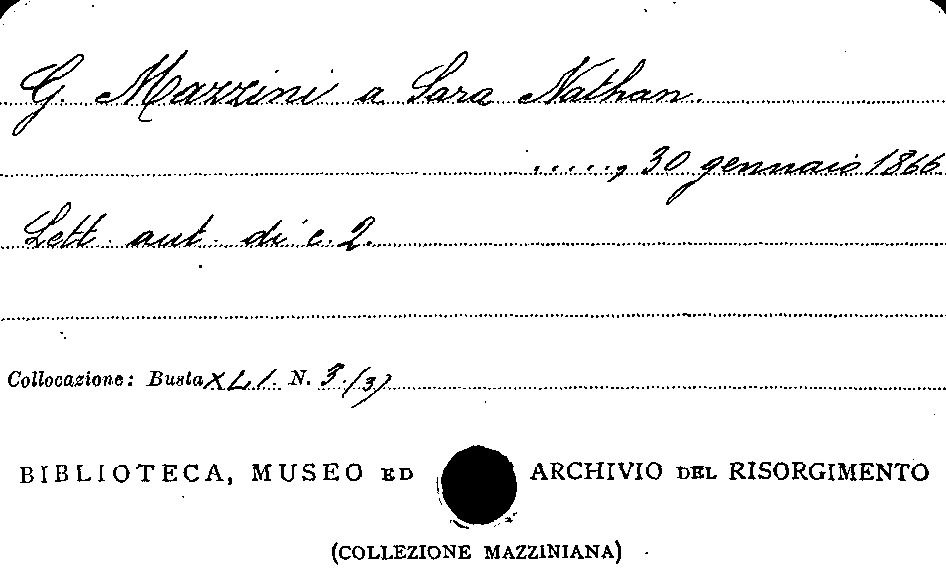 G. Mazzini a Sara Nathan.
....., 30 gennaio 1866.
Lett. aut. di c. 2.
Collocazione: Busta XLI. N. 3.(3)
BIBLIOTECA, MUSEO ED ARCHIVIO DEL RISORGIMENTO
(COLLEZIONE MAZZINIANA)